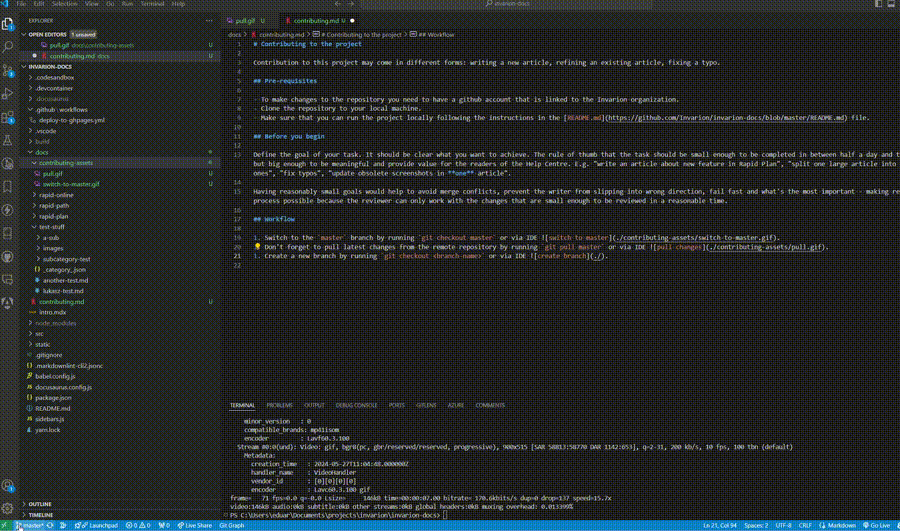 File Edit Selection View Go Run Terminal Help
invarion-docs
EXPLORER
OPEN EDITORS 1 unsaved
pull.gif docs\contributing-assets U
contributing.md docs U
INVARION-DOCS
.codesandbox
.devcontainer
.docusaurus
.github\workflows
deploy-to-ghpages.yml
.vscode
build
docs
contributing-assets
pull.gif U
switch-to-master.gif U
rapid-online
rapid-path
rapid-plan
test-stuff
a-sub
images
subcategory-test
_category_.json
another-test.md
lukasz-test.md
contributing.md U
intro.mdx
node_modules
src
static
.gitignore
.markdownlint-cli2.jsonc
babel.config.js
docusaurus.config.js
package.json
README.md
sidebars.js
yarn.lock
OUTLINE
TIMELINE
pull.gif U
contributing.md U
docs > contributing.md > # Contributing to the project > ## Workflow
1 # Contributing to the project
2
3 Contribution to this project may come in different forms: writing a new article, refining an existing article, fixing a typo.
4
5 ## Pre-requisites
6
7 - To make changes to the repository you need to have a github account that is linked to the Invarion organization.
8 - Clone the repository to your local machine.
9 - Make sure that you can run the project locally following the instructions in the [README.md](https://github.com/Invarion/invarion-docs/blob/master/README.md) file.
10
11 ## Before you begin
12
13 Define the goal of your task. It should be clear what you want to achieve. The rule of thumb that the task should be small enough to be completed in between half a day and t
but big enough to be meaningful and provide value for the readers of the Help Centre. E.g. "write an article about new feature in Rapid Plan", "split one large article into
ones", "fix typos", "update obsolete screenshots in **one** article".
14
15 Having reasonably small goals would help to avoid merge conflicts, prevent the writer from slipping into wrong direction, fail fast and what's the most important - making re
process possible because the reviewer can only work with the changes that are small enough to be reviewed in a reasonable time.
16
17 ## Workflow
18
19 1. Switch to the `master` branch by running `git checkout master` or via IDE ![switch to master](./contributing-assets/switch-to-master.gif).
20 Don't forget to pull latest changes from the remote repository by running `git pull master` or via IDE ![pull changes](./contributing-assets/pull.gif).
21 1. Create a new branch by running `git checkout <branch-name>` or via IDE ![create branch](./).
22
TERMINAL PROBLEMS OUTPUT DEBUG CONSOLE PORTS GITLENS AZURE COMMENTS
minor_version : 0
compatible_brands: mp41isom
encoder : Lavf60.3.100
Stream #0:0(und): Video: gif, bgr8(pc, gbr/reserved/reserved, progressive), 900x515 [SAR 58813:58770 DAR 1142:653], q=2-31, 200 kb/s, 10 fps, 100 tbn (default)
Metadata:
creation_time : 2024-05-27T11:04:48.000000Z
handler_name : VideoHandler
vendor_id : [0][0][0][0]
encoder : Lavc60.3.100 gif
frame= 71 fps=0.0 q=-0.0 Lsize= 146kB time=00:00:07.00 bitrate= 170.6kbits/s dup=0 drop=137 speed=15.7x
video:146kB audio:0kB subtitle:0kB other streams:0kB global headers:0kB muxing overhead: 0.013399%
PS C:\Users\eduar\Documents\projects\invarion\invarion-docs>
master* Launchpad 0 0 0 Live Share Git Graph Ln 21, Col 94 Spaces: 2 UTF-8 CRLF Markdown Go Live